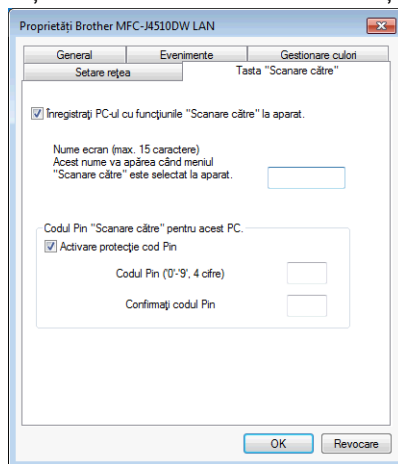 Proprietăți Brother MFC-J4510DW LAN
General
Evenimente
Gestionare culori
Setare rețea
Tasta "Scanare către"
Înregistrați PC-ul cu funcțiunile "Scanare către" la aparat.
Nume ecran (max. 15 caractere)
Acest nume va apărea când meniul
"Scanare către" este selectat la aparat.
Codul Pin "Scanare către" pentru acest PC.
Activare protecție cod Pin
Codul Pin ('0'-'9', 4 cifre)
Confirmați codul Pin
OK
Revocare